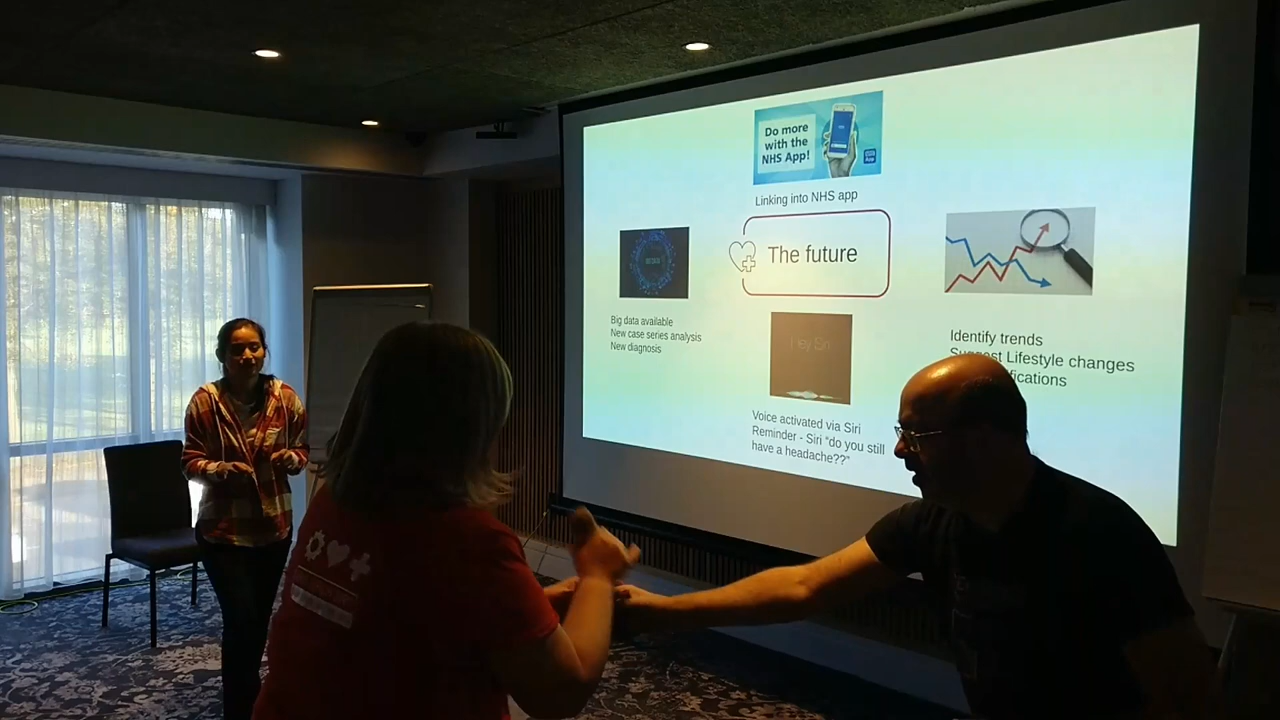 Do more
with the
NHS App!
Linking into NHS app
The future
Big data available
New case series analysis
New diagnosis
Hey Siri
Identify trends
Lifestyle changes
Voice activated via Siri
Reminder - Siri "do you still
have a headache??"